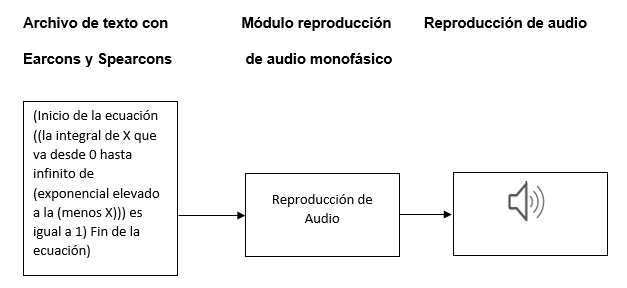 Archivo de texto con
Earcons y Spearcons
Módulo reproducción
de audio monofásico
Reproducción de audio
(Inicio de la ecuación
((la integral de X que
va desde 0 hasta
infinito de
(exponencial elevado
a la (menos X))) es
igual a 1) Fin de la
ecuación)
Reproducción de
Audio